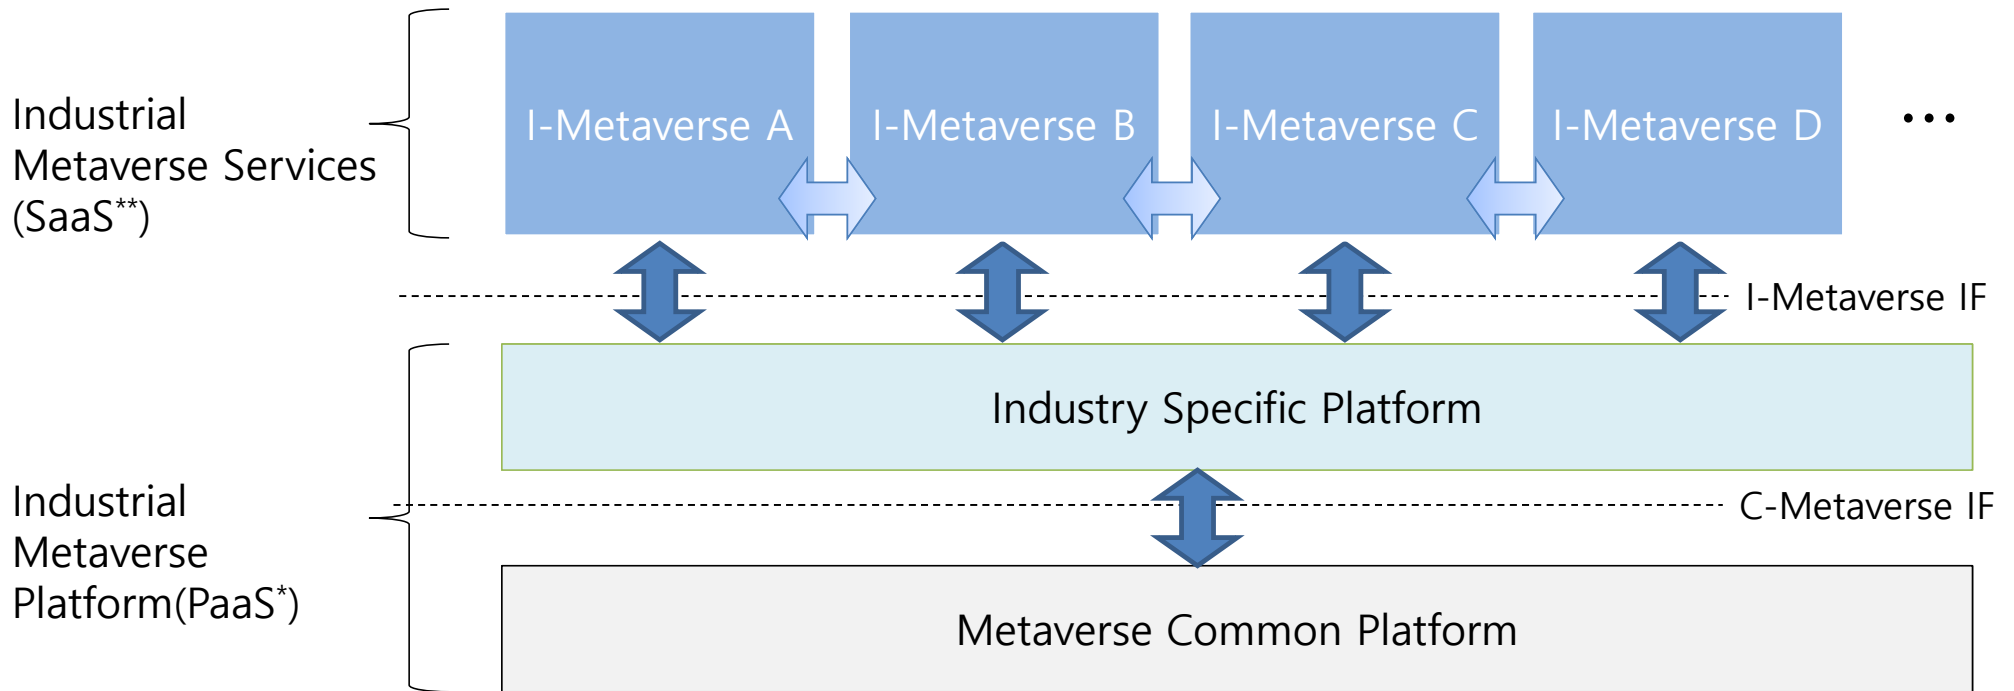 Industrial
Metaverse Services
(SaaS**)
I-Metaverse A
I-Metaverse B
I-Metaverse C
I-Metaverse D
...
I-Metaverse IF
Industry Specific Platform
Industrial
Metaverse
Platform(PaaS*)
C-Metaverse IF
Metaverse Common Platform